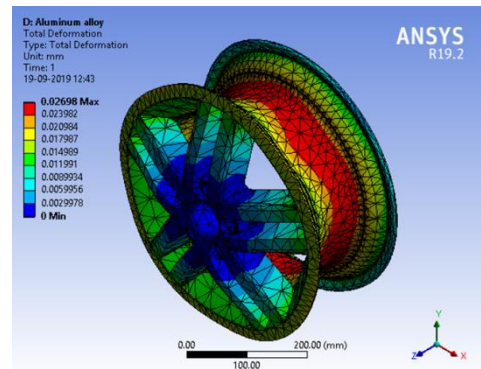 D: Aluminum alloy
Total Deformation
Type: Total Deformation
Unit: mm
Time: 1
19-09-2019 12:43
0.02698 Max
0.023982
0.020984
0.017987
0.014989
0.011991
0.0089934
0.0059956
0.0029978
0 Min
ANSYS
R19.2
0.00
200.00 (mm)
100.00
Y
Z
X